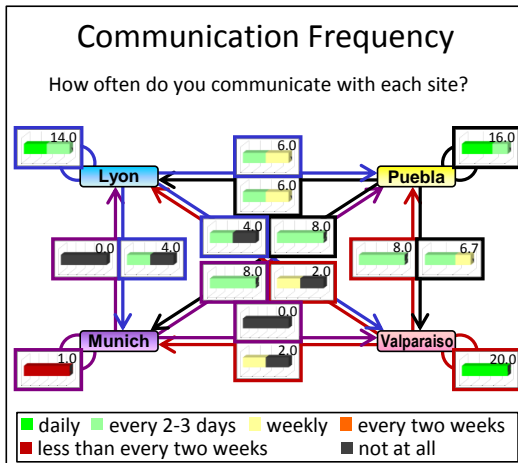 Communication Frequency
How often do you communicate with each site?
14.0
6.0
16.0
Lyon
Puebla
6.0
4.0
8.0
0.0
4.0
8.0
6.7
8.0
2.0
0.0
Munich
Valparaiso
1.0
2.0
20.0
daily
every 2-3 days
weekly
every two weeks
less than every two weeks
not at all